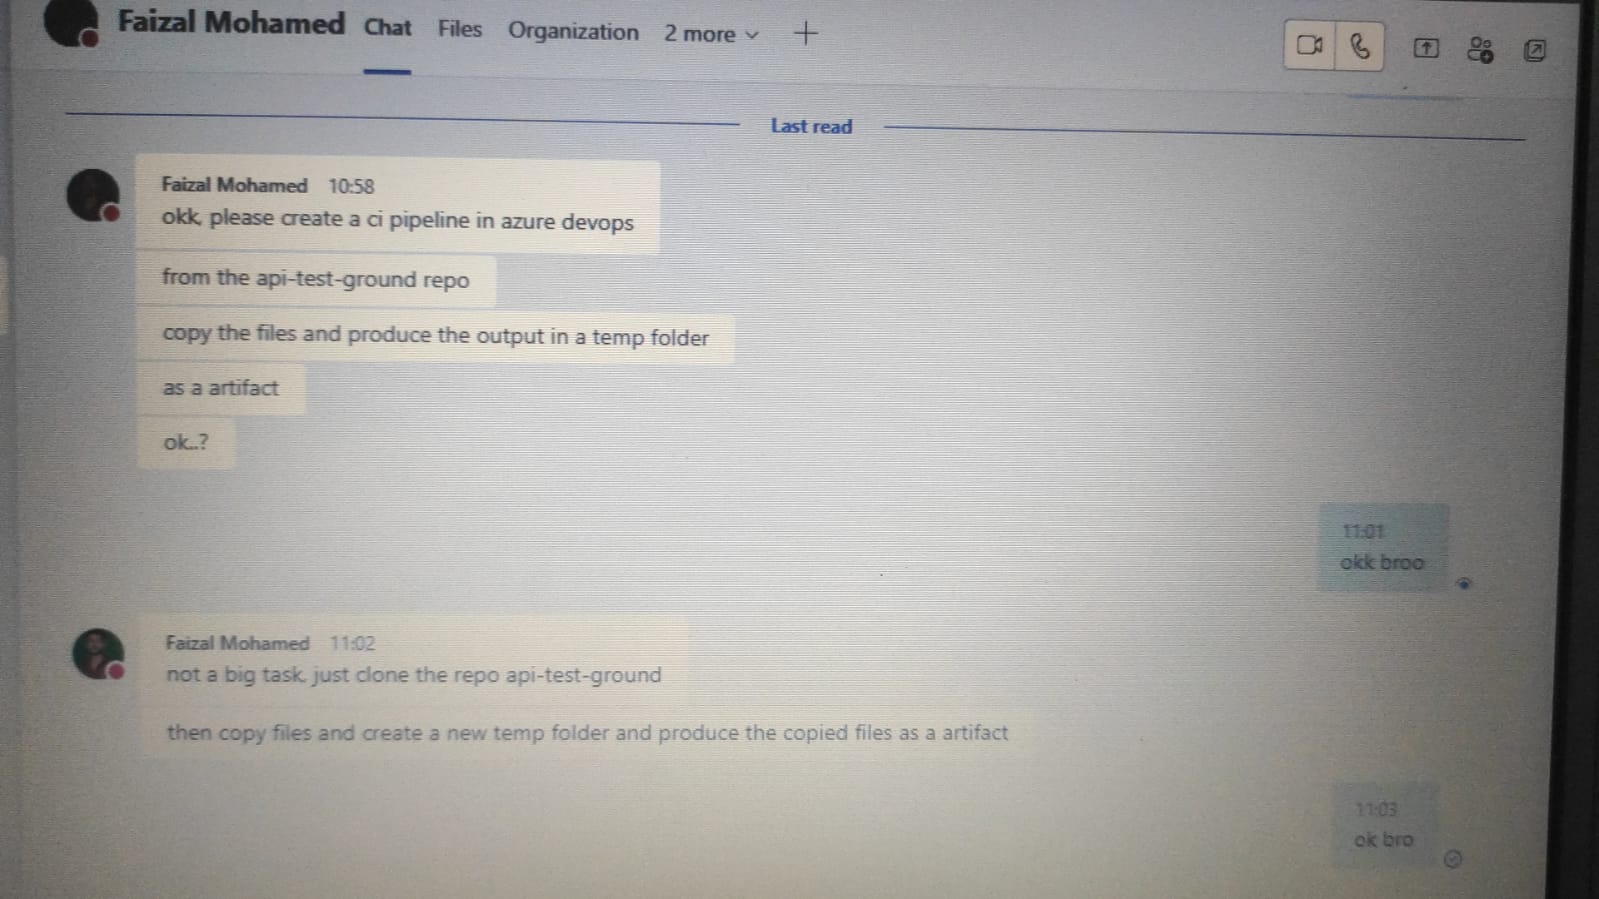 Faizal Mohamed Chat Files Organization 2 more
Last read
Faizal Mohamed 10:58
okk, please create a ci pipeline in azure devops
from the api-test-ground repo
copy the files and produce the output in a temp folder
as a artifact
ok..?
11:01
okk broo
Faizal Mohamed 11:02
not a big task, just clone the repo api-test-ground
then copy files and create a new temp folder and produce the copied files as a artifact
11:03
ok bro